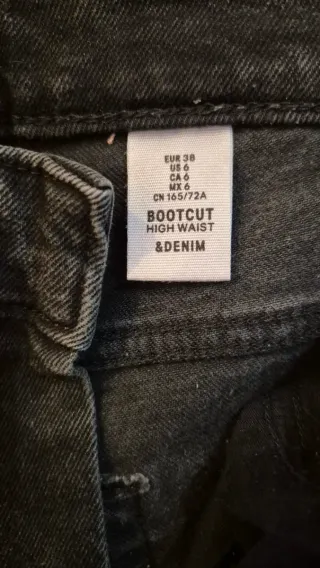 EUR 38
US 6
CA 6
MX 6
CN 165/72A
BOOTCUT
HIGH WAIST
&DENIM